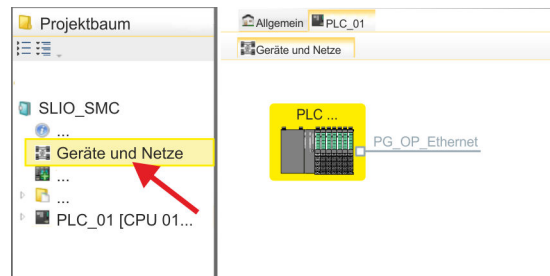 Projektbaum
SLIO_SMC
...
Geräte und Netze
...
...
PLC_01 [CPU 01...
Allgemein PLC_01
Geräte und Netze
PLC ...
PG_OP_Ethernet